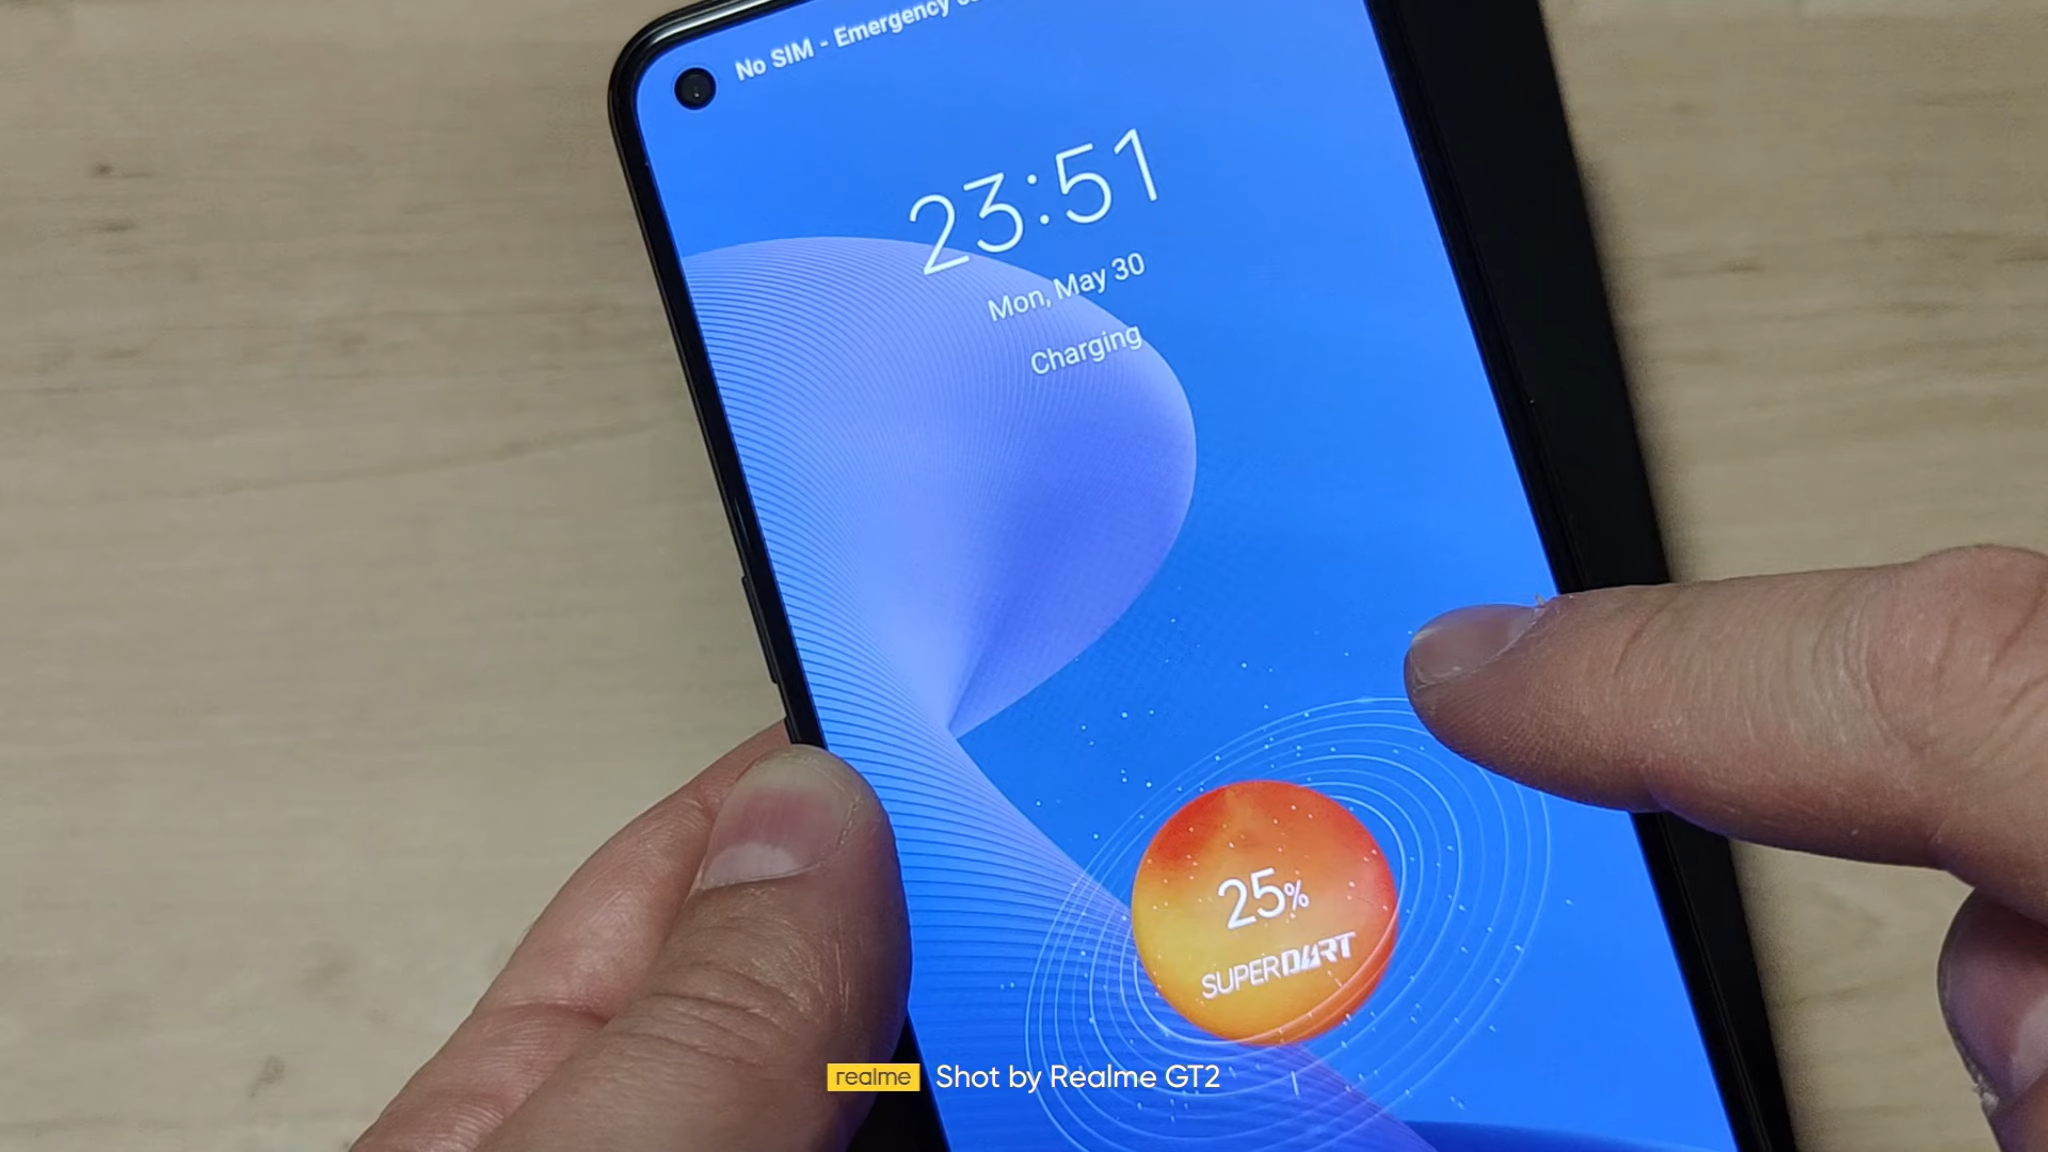 No SIM - Emergency
23:51
Mon, May 30
Charging
25%
SUPERDART
realme Shot by Realme GT2